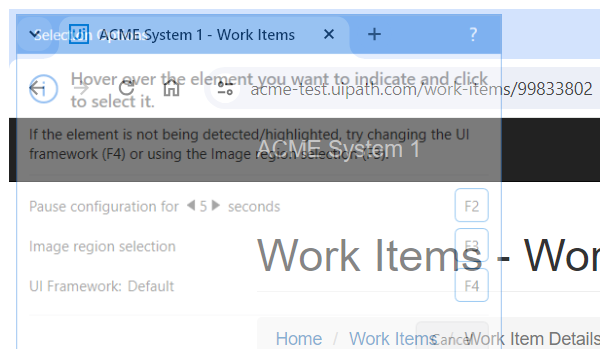 Selection Options
ACME System 1 - Work Items
?
Hover over the element you want to indicate and click
to select it.
acme-test.uipath.com/work-items/99833802
If the element is not being detected/highlighted, try changing the UI
framework (F4) or using the Image region selection (F3).
ACME System 1
Pause configuration for 5 seconds F2
Image region selection F3
Work Items - Wor
UI Framework: Default F4
Home / Work Items / Work Item Details
Cancel